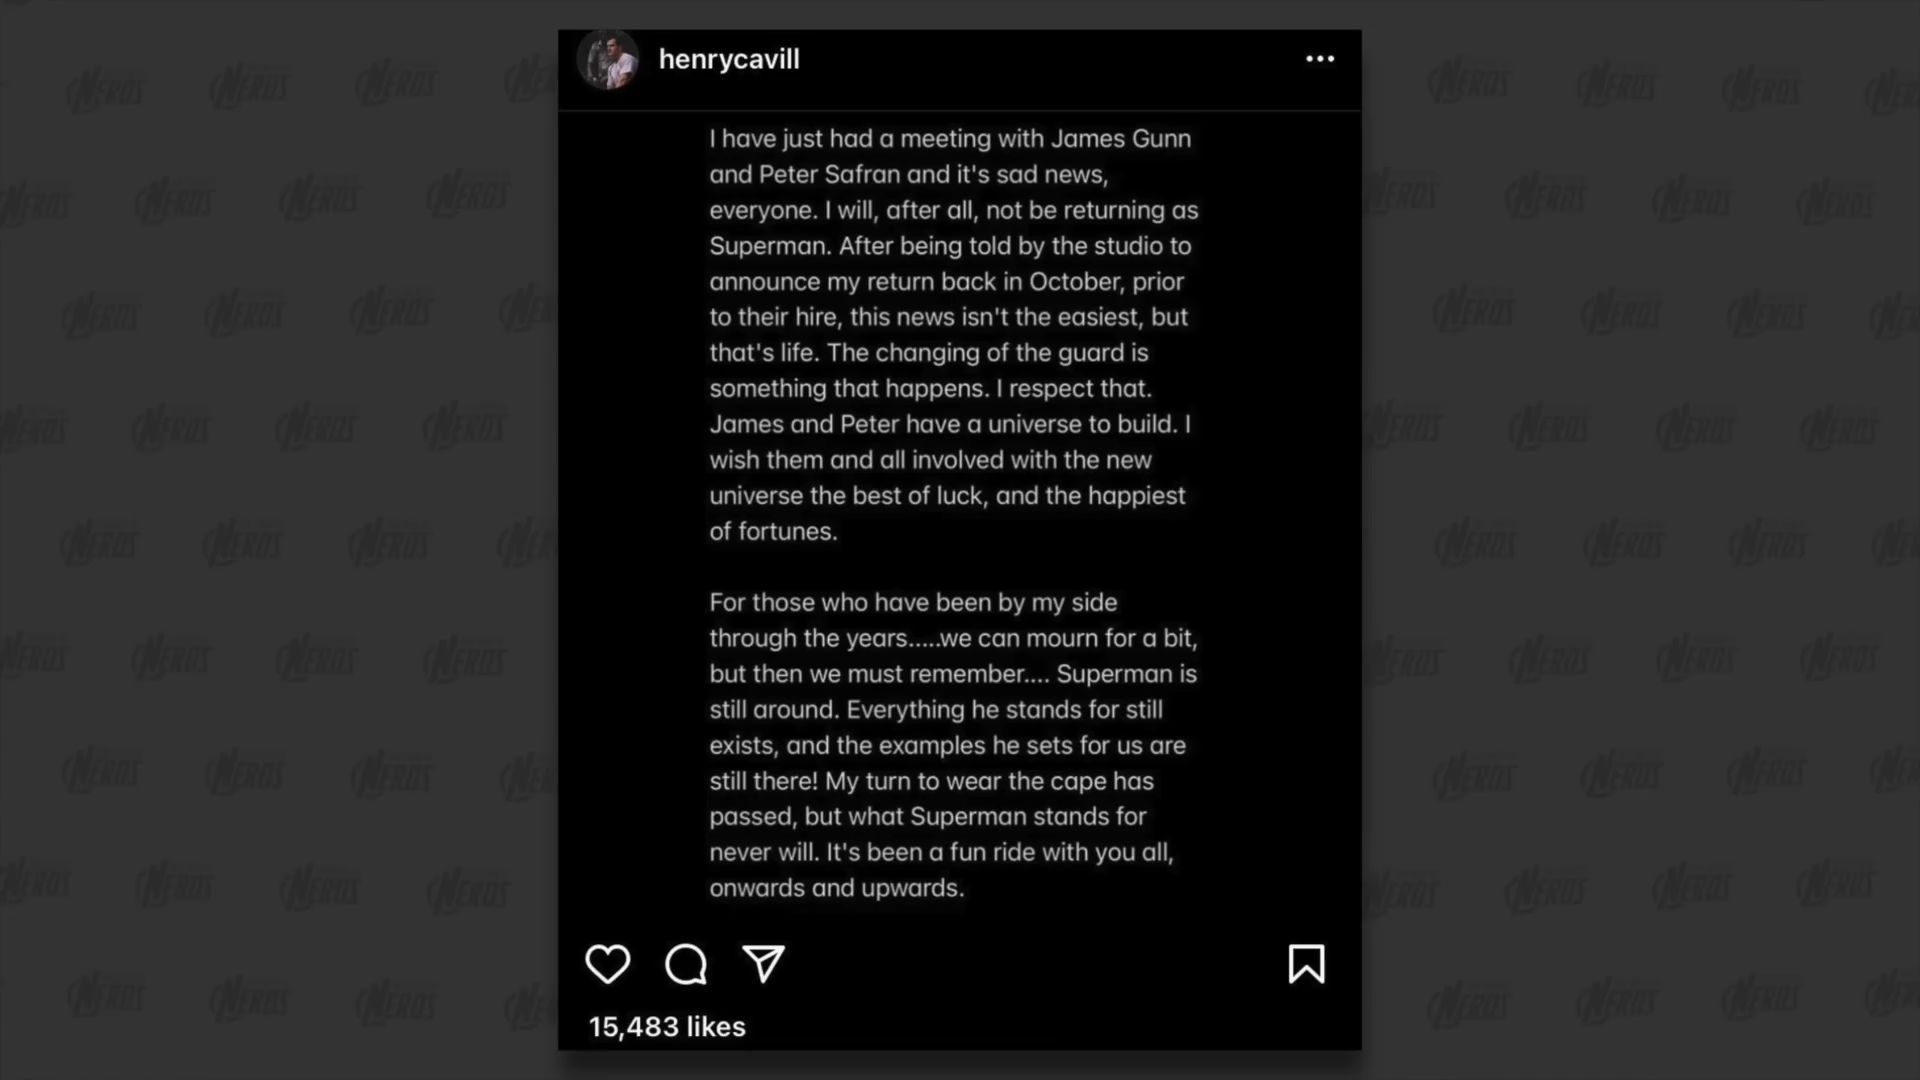 henrycavill
I have just had a meeting with James Gunn
and Peter Safran and it's sad news,
everyone. I will, after all, not be returning as
Superman. After being told by the studio to
announce my return back in October, prior
to their hire, this news isn't the easiest, but
that's life. The changing of the guard is
something that happens. I respect that.
James and Peter have a universe to build. I
wish them and all involved with the new
universe the best of luck, and the happiest
of fortunes.
For those who have been by my side
through the years.....we can mourn for a bit,
but then we must remember.... Superman is
still around. Everything he stands for still
exists, and the examples he sets for us are
still there! My turn to wear the cape has
passed, but what Superman stands for
never will. It's been a fun ride with you all,
onwards and upwards.
15,483 likes